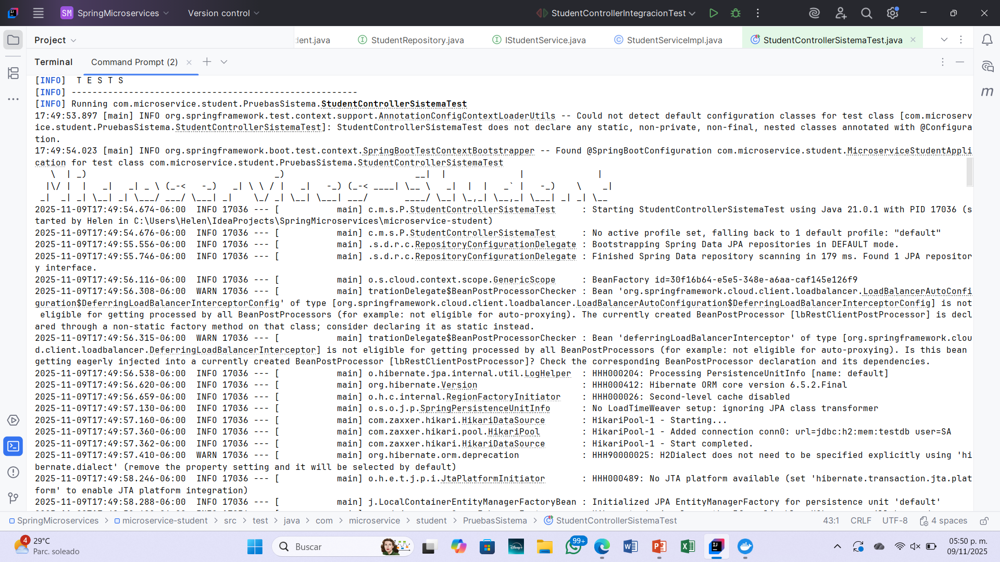 SM SpringMicroservices Version control StudentControllerIntegracionTest
Project dent.java StudentRepository.java IStudentService.java StudentServiceImpl.java StudentControllerSistemaTest.java
Terminal Command Prompt (2)
[INFO]  T E S T S
[INFO] -------------------------------------------------------
[INFO] Running com.microservice.student.PruebasSistema.StudentControllerSistemaTest
17:49:53.897 [main] INFO org.springframework.test.context.support.AnnotationConfigContextLoaderUtils -- Could not detect default configuration classes for test class [com.microserv
ice.student.PruebasSistema.StudentControllerSistemaTest]: StudentControllerSistemaTest does not declare any static, non-private, non-final, nested classes annotated with @Configura
tion.
17:49:54.023 [main] INFO org.springframework.boot.test.context.SpringBootTestContextBootstrapper -- Found @SpringBootConfiguration com.microservice.student.MicroserviceStudentAppli
cation for test class com.microservice.student.PruebasSistema.StudentControllerSistemaTest
2025-11-09T17:49:54.674-06:00  INFO 17036 --- [           main] c.m.s.P.StudentControllerSistemaTest     : Starting StudentControllerSistemaTest using Java 21.0.1 with PID 17036 (s
tarted by Helen in C:\Users\Helen\IdeaProjects\SpringMicroservices\microservice-student)
2025-11-09T17:49:54.676-06:00  INFO 17036 --- [           main] c.m.s.P.StudentControllerSistemaTest     : No active profile set, falling back to 1 default profile: "default"
2025-11-09T17:49:55.556-06:00  INFO 17036 --- [           main] .s.d.r.c.RepositoryConfigurationDelegate : Bootstrapping Spring Data JPA repositories in DEFAULT mode.
2025-11-09T17:49:55.746-06:00  INFO 17036 --- [           main] .s.d.r.c.RepositoryConfigurationDelegate : Finished Spring Data repository scanning in 179 ms. Found 1 JPA repositor
y interface.
2025-11-09T17:49:56.116-06:00  INFO 17036 --- [           main] o.s.cloud.context.scope.GenericScope     : BeanFactory id=30f16b64-e5e5-348e-a6aa-caf145e126f9
2025-11-09T17:49:56.308-06:00  WARN 17036 --- [           main] trationDelegate$BeanPostProcessorChecker : Bean 'org.springframework.cloud.client.loadbalancer.LoadBalancerAutoConfi
guration$DeferringLoadBalancerInterceptorConfig' of type [org.springframework.cloud.client.loadbalancer.LoadBalancerAutoConfiguration$DeferringLoadBalancerInterceptorConfig] is not
 eligible for getting processed by all BeanPostProcessors (for example: not eligible for auto-proxying). The currently created BeanPostProcessor [lbRestClientPostProcessor] is decl
ared through a non-static factory method on that class; consider declaring it as static instead.
2025-11-09T17:49:56.315-06:00  WARN 17036 --- [           main] trationDelegate$BeanPostProcessorChecker : Bean 'deferringLoadBalancerInterceptor' of type [org.springframework.clou
d.client.loadbalancer.DeferringLoadBalancerInterceptor] is not eligible for getting processed by all BeanPostProcessors (for example: not eligible for auto-proxying). Is this bean
getting eagerly injected into a currently created BeanPostProcessor [lbRestClientPostProcessor]? Check the corresponding BeanPostProcessor declaration and its dependencies.
2025-11-09T17:49:56.538-06:00  INFO 17036 --- [           main] o.hibernate.jpa.internal.util.LogHelper  : HHH000204: Processing PersistenceUnitInfo [name: default]
2025-11-09T17:49:56.620-06:00  INFO 17036 --- [           main] org.hibernate.Version                    : HHH000412: Hibernate ORM core version 6.5.2.Final
2025-11-09T17:49:56.659-06:00  INFO 17036 --- [           main] o.h.c.internal.RegionFactoryInitiator    : HHH000026: Second-level cache disabled
2025-11-09T17:49:57.130-06:00  INFO 17036 --- [           main] o.s.o.j.p.SpringPersistenceUnitInfo      : No LoadTimeWeaver setup: ignoring JPA class transformer
2025-11-09T17:49:57.160-06:00  INFO 17036 --- [           main] com.zaxxer.hikari.HikariDataSource       : HikariPool-1 - Starting...
2025-11-09T17:49:57.360-06:00  INFO 17036 --- [           main] com.zaxxer.hikari.pool.HikariPool        : HikariPool-1 - Added connection conn0: url=jdbc:h2:mem:testdb user=SA
2025-11-09T17:49:57.362-06:00  INFO 17036 --- [           main] com.zaxxer.hikari.HikariDataSource       : HikariPool-1 - Start completed.
2025-11-09T17:49:57.410-06:00  WARN 17036 --- [           main] org.hibernate.orm.deprecation            : HHH90000025: H2Dialect does not need to be specified explicitly using 'hi
bernate.dialect' (remove the property setting and it will be selected by default)
2025-11-09T17:49:58.246-06:00  INFO 17036 --- [           main] o.h.e.t.j.p.i.JtaPlatformInitiator       : HHH000489: No JTA platform available (set 'hibernate.transaction.jta.plat
form' to enable JTA platform integration)
2025-11-09T17:49:58.288-06:00  INFO 17036 --- [           main] j.LocalContainerEntityManagerFactoryBean : Initialized JPA EntityManagerFactory for persistence unit 'default'
SpringMicroservices > microservice-student > src > test > java > com > microservice > student > PruebasSistema > StudentControllerSistemaTest 43:1 CRLF UTF-8 4 spaces
4 29°C
Parc. soleado
Buscar
99+
05:50 p. m.
09/11/2025